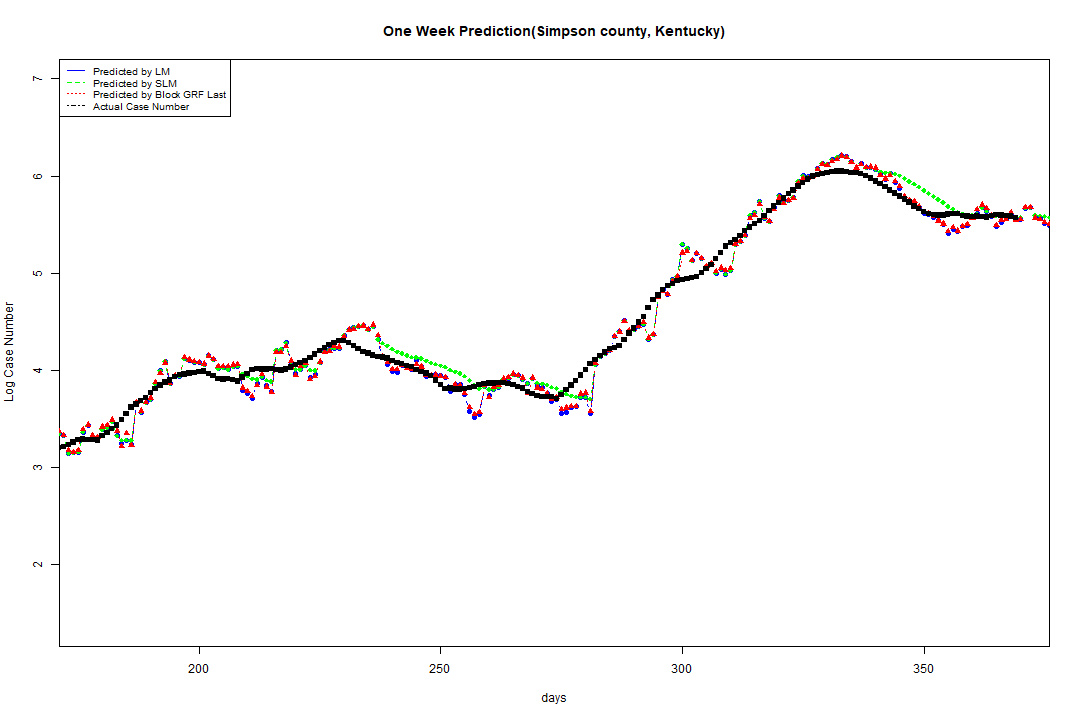 One Week Prediction(Simpson county, Kentucky)
Predicted by LM
Predicted by SLM
Predicted by Block GRF Last
Actual Case Number
7
6
5
4
3
2
Log Case Number
200 250 300 350
days